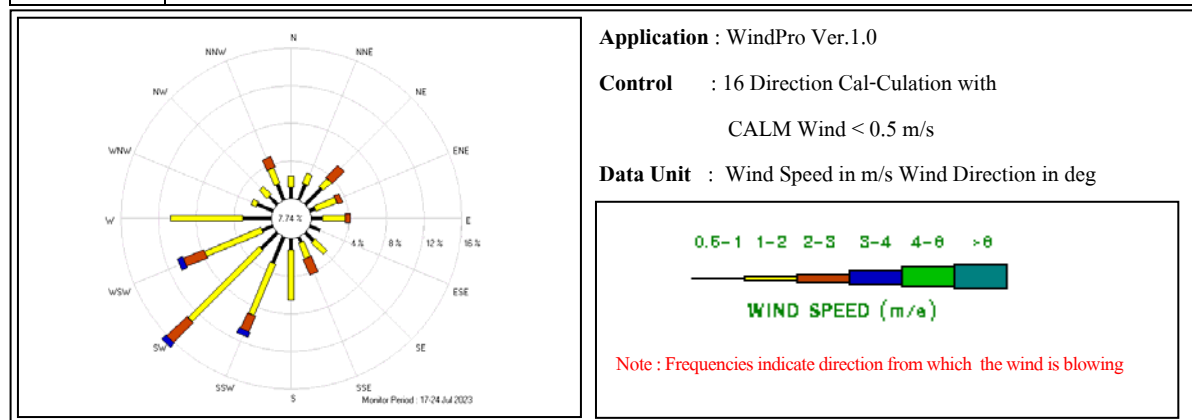 N
NNW
NNE
NW
NE
WNW
ENE
W
7.74 %
E
4 %
8 %
12 %
16 %
WSW
ESE
SW
SE
SSW
SSE
S
Monitor Period : 17-24 Jul 2023
Application : WindPro Ver.1.0
Control : 16 Direction Cal-Culation with
CALM Wind < 0.5 m/s
Data Unit : Wind Speed in m/s Wind Direction in deg
0.5-1 1-2 2-3 3-4 4-6 >6
WIND SPEED (m/s)
Note : Frequencies indicate direction from which the wind is blowing